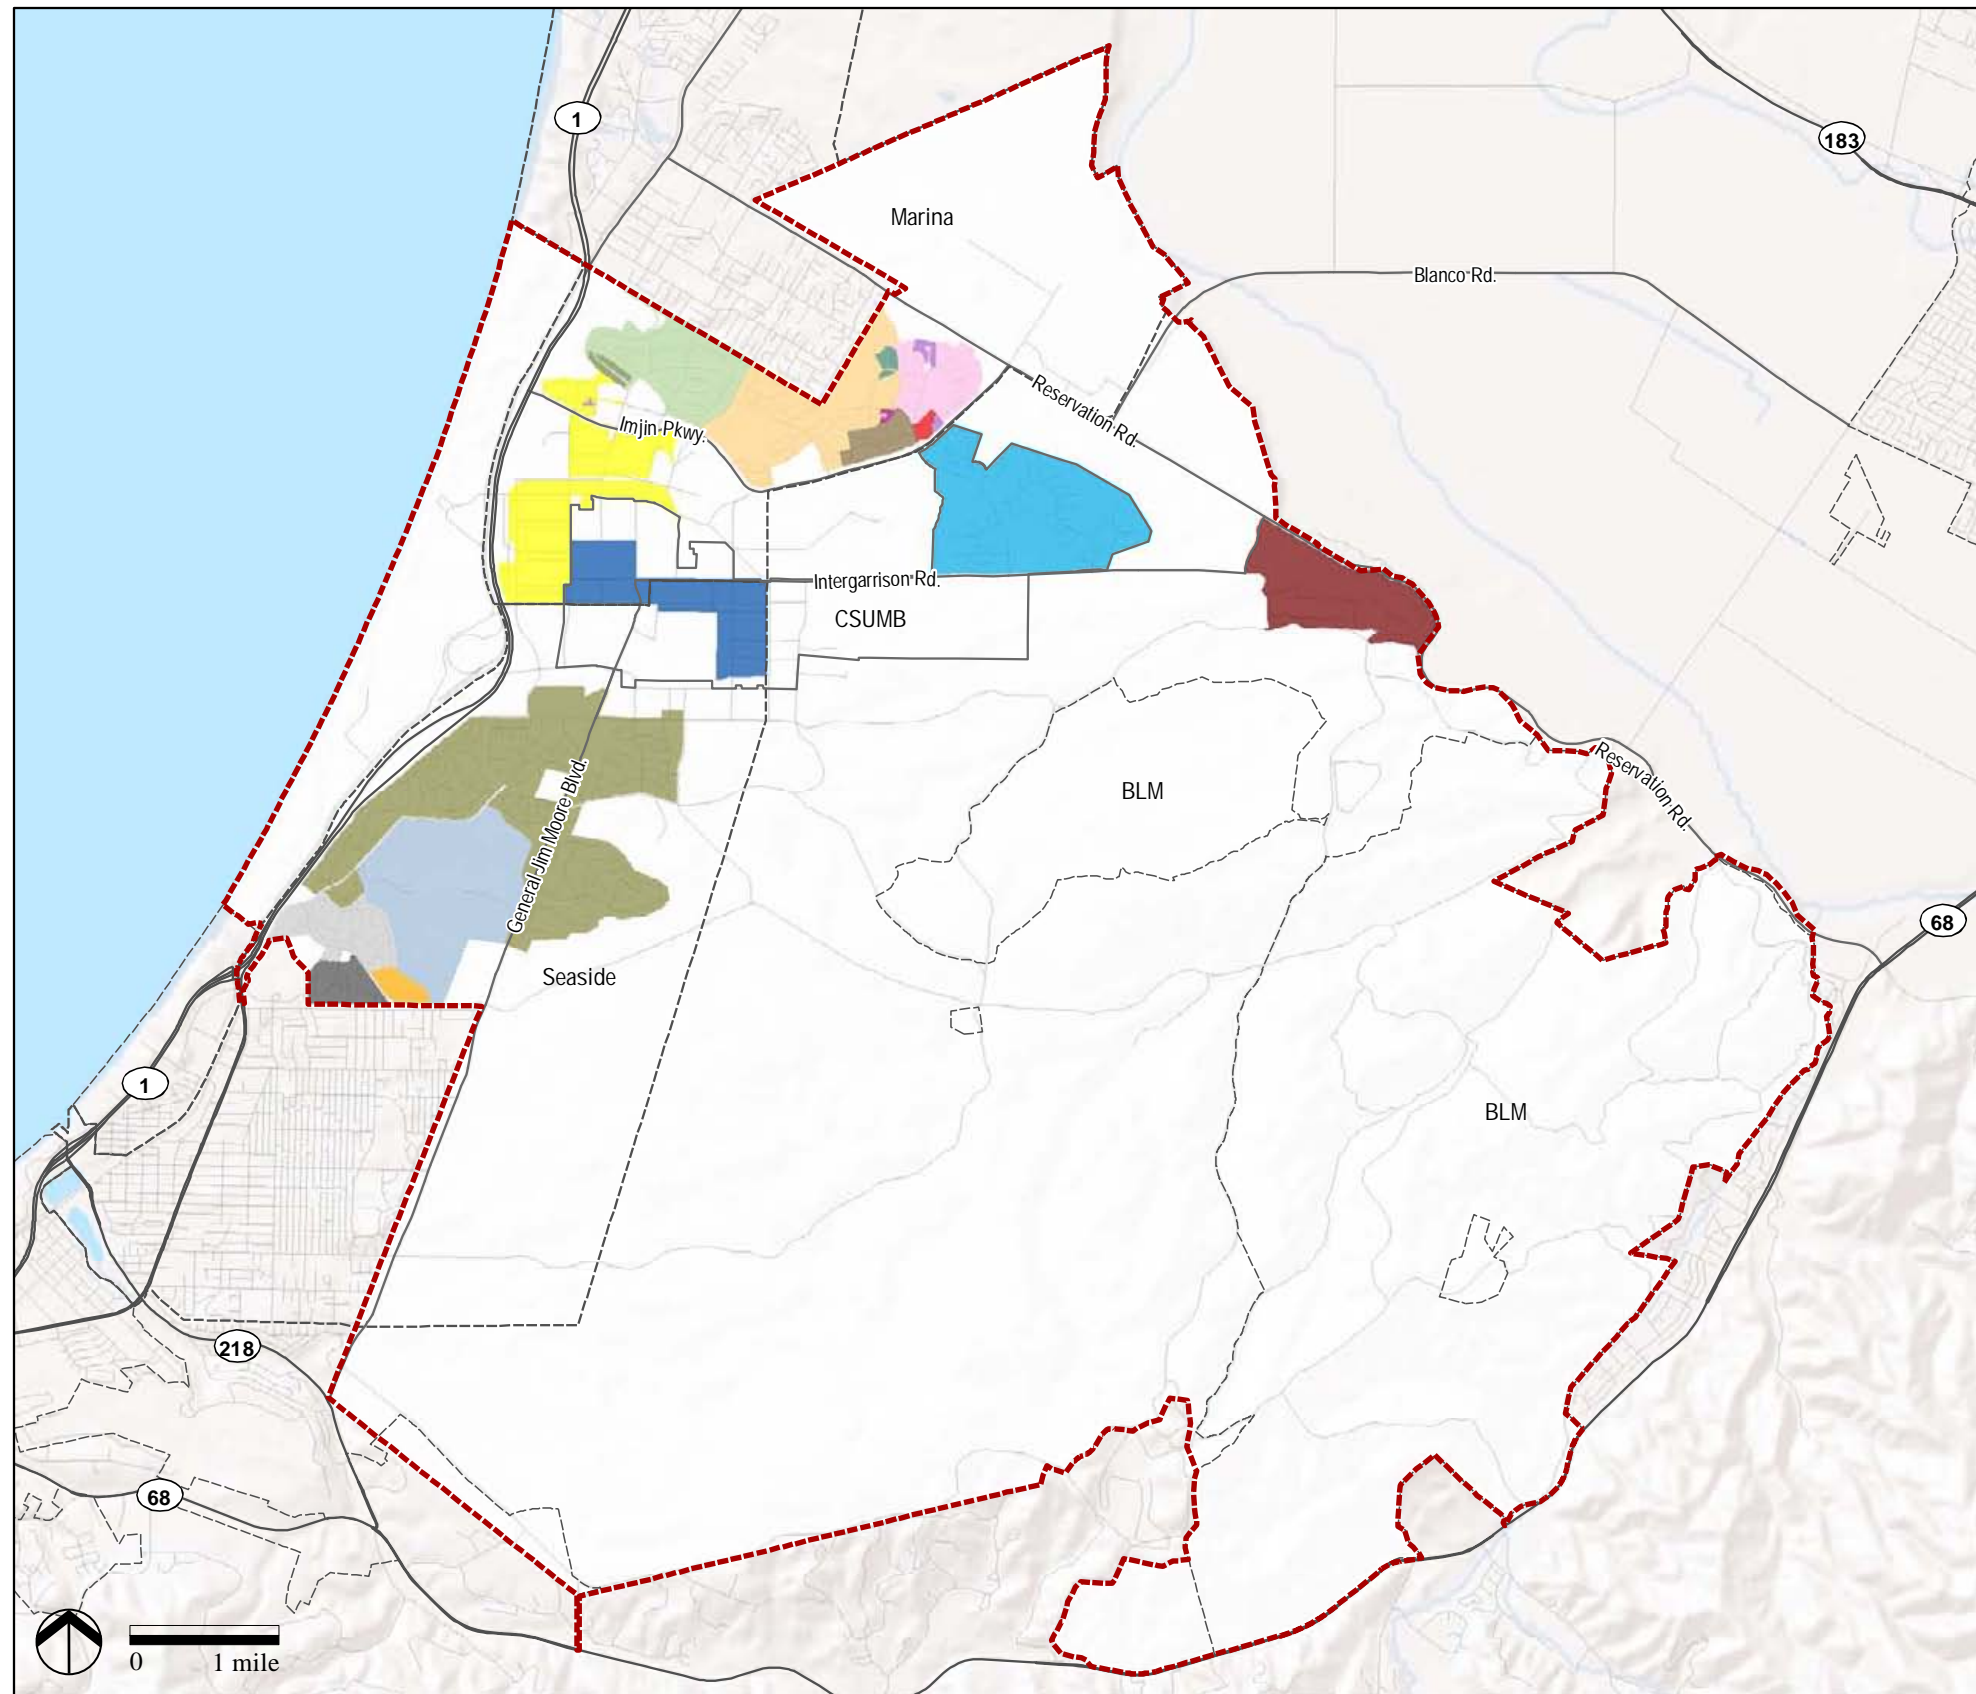 1
183
Marina
Blanco Rd.
Reservation Rd.
Imjin Pkwy.
Intergarrison Rd.
CSUMB
Reservation Rd.
General Jim Moore Blvd.
BLM
68
Seaside
1
BLM
218
68
0 1 mile